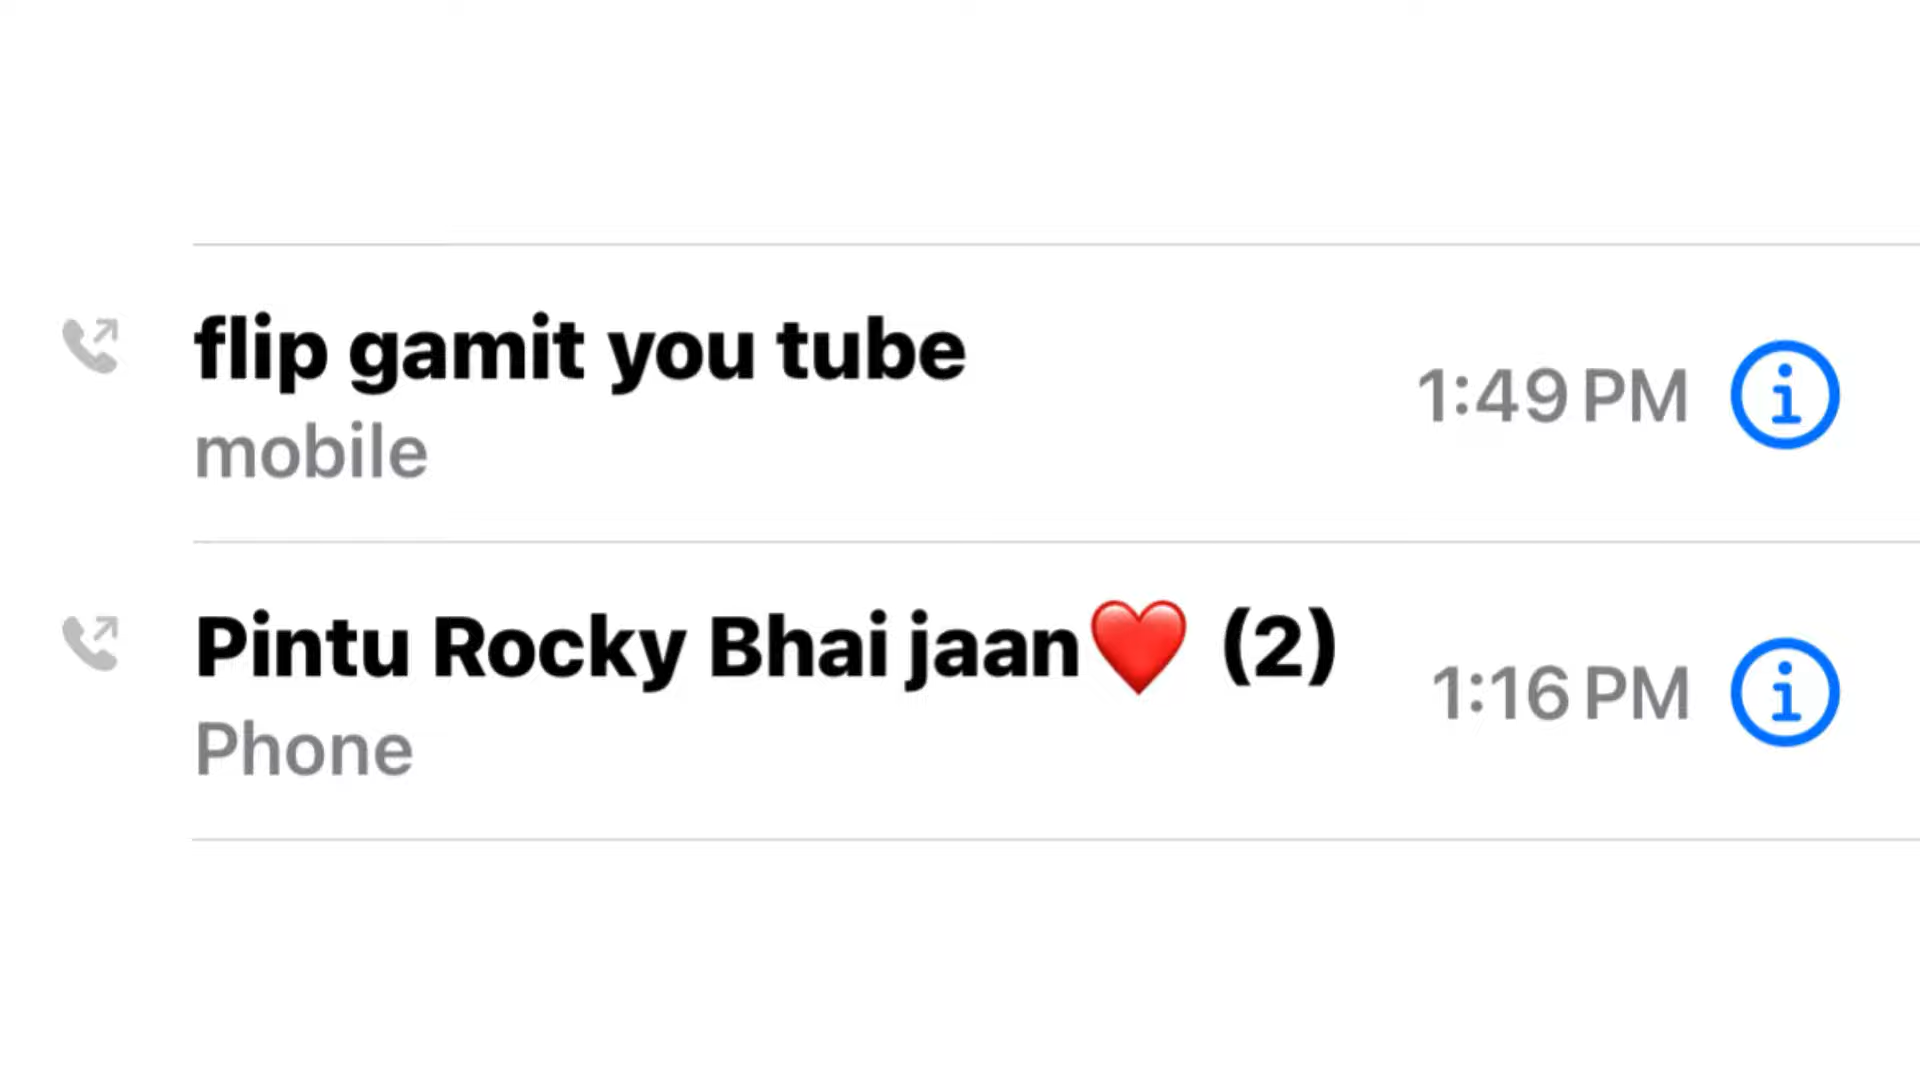 flip gamit you tube
mobile
1:49 PM
Pintu Rocky Bhai jaan❤️ (2)
Phone
1:16 PM